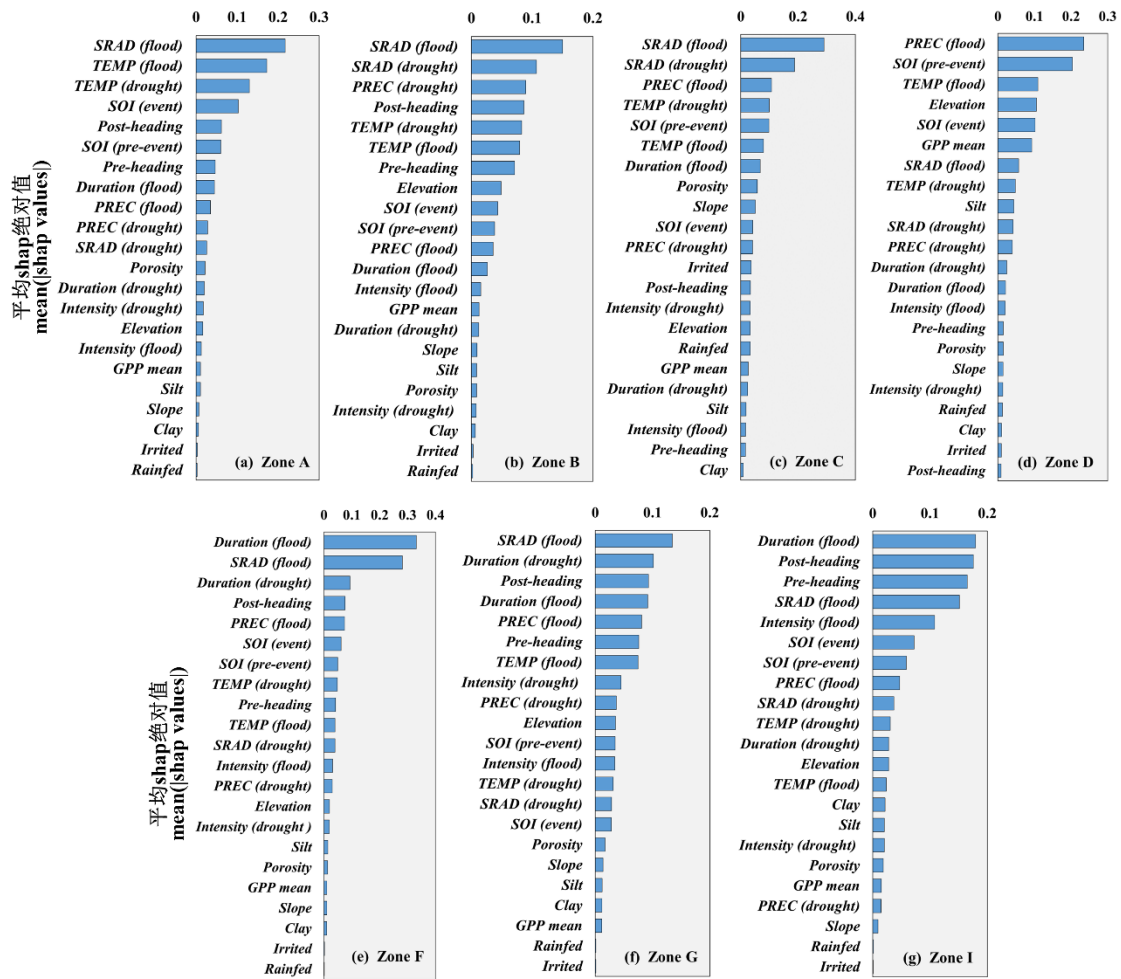 0 0.1 0.2 0.3
SRAD (flood)
TEMP (flood)
TEMP (drought)
SOI (event)
Post-heading
SOI (pre-event)
Pre-heading
Duration (flood)
PREC (flood)
PREC (drought)
SRAD (drought)
Porosity
Duration (drought)
Intensity (drought)
Elevation
Intensity (flood)
GPP mean
Silt
Slope
Clay
Irrited
Rainfed
(a) Zone A
0 0.1 0.2
SRAD (flood)
SRAD (drought)
PREC (drought)
Post-heading
TEMP (drought)
TEMP (flood)
Pre-heading
Elevation
SOI (event)
SOI (pre-event)
PREC (flood)
Duration (flood)
Intensity (flood)
GPP mean
Duration (drought)
Slope
Silt
Porosity
Intensity (drought)
Clay
Irrited
Rainfed
(b) Zone B
0 0.2 0.4
SRAD (flood)
SRAD (drought)
PREC (flood)
TEMP (drought)
SOI (pre-event)
TEMP (flood)
Duration (flood)
Porosity
Slope
SOI (event)
PREC (drought)
Irrited
Post-heading
Intensity (drought)
Elevation
Rainfed
GPP mean
Duration (drought)
Silt
Intensity (flood)
Pre-heading
Clay
(c) Zone C
0 0.1 0.2 0.3
PREC (flood)
SOI (pre-event)
TEMP (flood)
Elevation
SOI (event)
GPP mean
SRAD (flood)
TEMP (drought)
Silt
SRAD (drought)
PREC (drought)
Duration (drought)
Duration (flood)
Intensity (flood)
Pre-heading
Porosity
Slope
Intensity (drought)
Rainfed
Clay
Irrited
Post-heading
(d) Zone D
平均shap绝对值
mean(|shap values|)
0 0.1 0.2 0.3 0.4
Duration (flood)
SRAD (flood)
Duration (drought)
Post-heading
PREC (flood)
SOI (event)
SOI (pre-event)
TEMP (drought)
Pre-heading
TEMP (flood)
SRAD (drought)
Intensity (flood)
PREC (drought)
Elevation
Intensity (drought )
Silt
Porosity
GPP mean
Slope
Clay
Irrited
Rainfed
(e) Zone F
0 0.1 0.2
SRAD (flood)
Duration (drought)
Post-heading
Duration (flood)
PREC (flood)
Pre-heading
TEMP (flood)
Intensity (drought)
PREC (drought)
Elevation
SOI (pre-event)
Intensity (flood)
TEMP (drought)
SRAD (drought)
SOI (event)
Porosity
Slope
Silt
Clay
GPP mean
Rainfed
Irrited
(f) Zone G
0 0.1 0.2
Duration (flood)
Post-heading
Pre-heading
SRAD (flood)
Intensity (flood)
SOI (event)
SOI (pre-event)
PREC (flood)
SRAD (drought)
TEMP (drought)
Duration (drought)
Elevation
TEMP (flood)
Clay
Silt
Intensity (drought)
Porosity
GPP mean
PREC (drought)
Slope
Rainfed
Irrited
(g) Zone I
平均shap绝对值
mean(|shap values|)